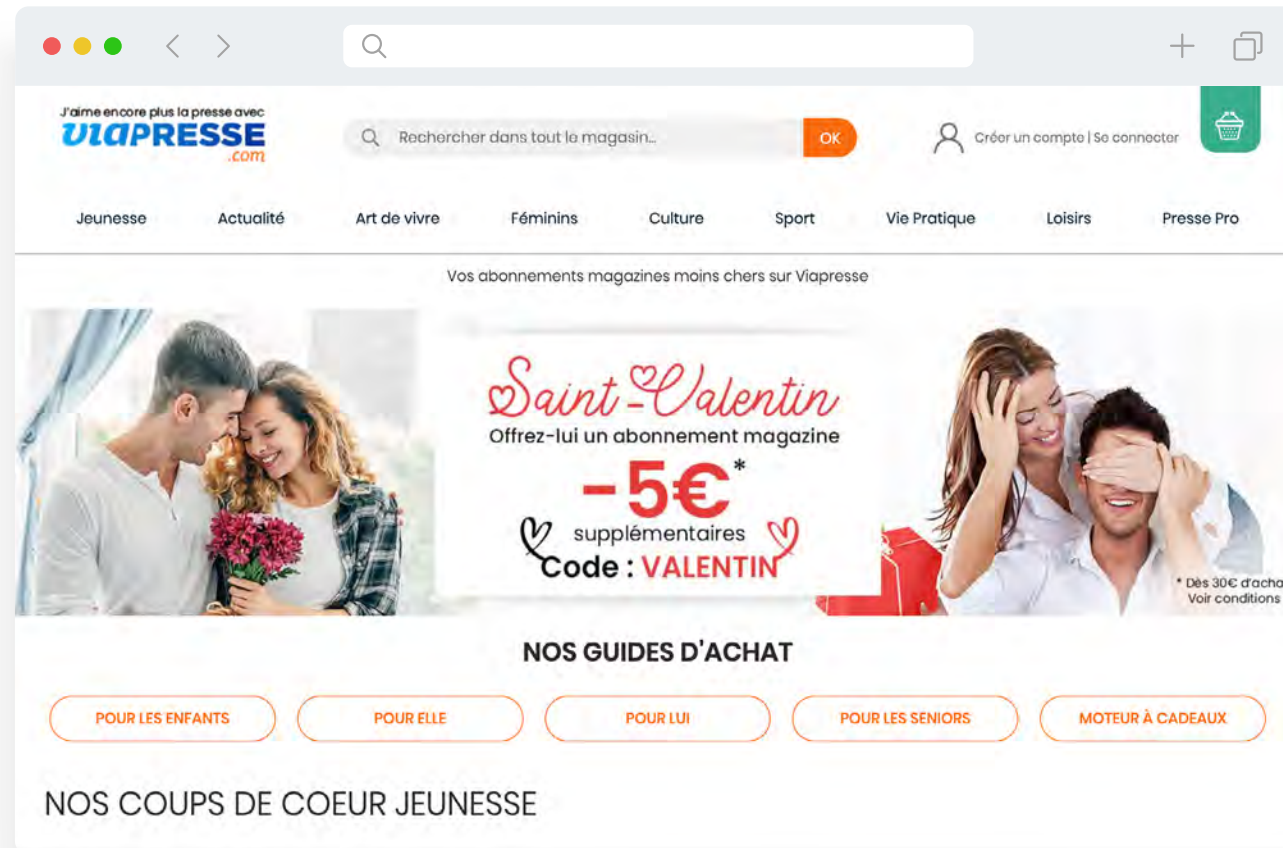 J'aime encore plus la presse avec
VIAPRESSE
.com
Rechercher dans tout le magasin...
OK
Créer un compte | Se connecter
Jeunesse
Actualité
Art de vivre
Féminins
Culture
Sport
Vie Pratique
Loisirs
Presse Pro
Vos abonnements magazines moins chers sur Viapresse
Saint-Valentin
Offrez-lui un abonnement magazine
-5€*
supplémentaires
Code : VALENTIN
* Dès 30€ d'acha
Voir conditions
NOS GUIDES D'ACHAT
POUR LES ENFANTS
POUR ELLE
POUR LUI
POUR LES SENIORS
MOTEUR À CADEAUX
NOS COUPS DE COEUR JEUNESSE